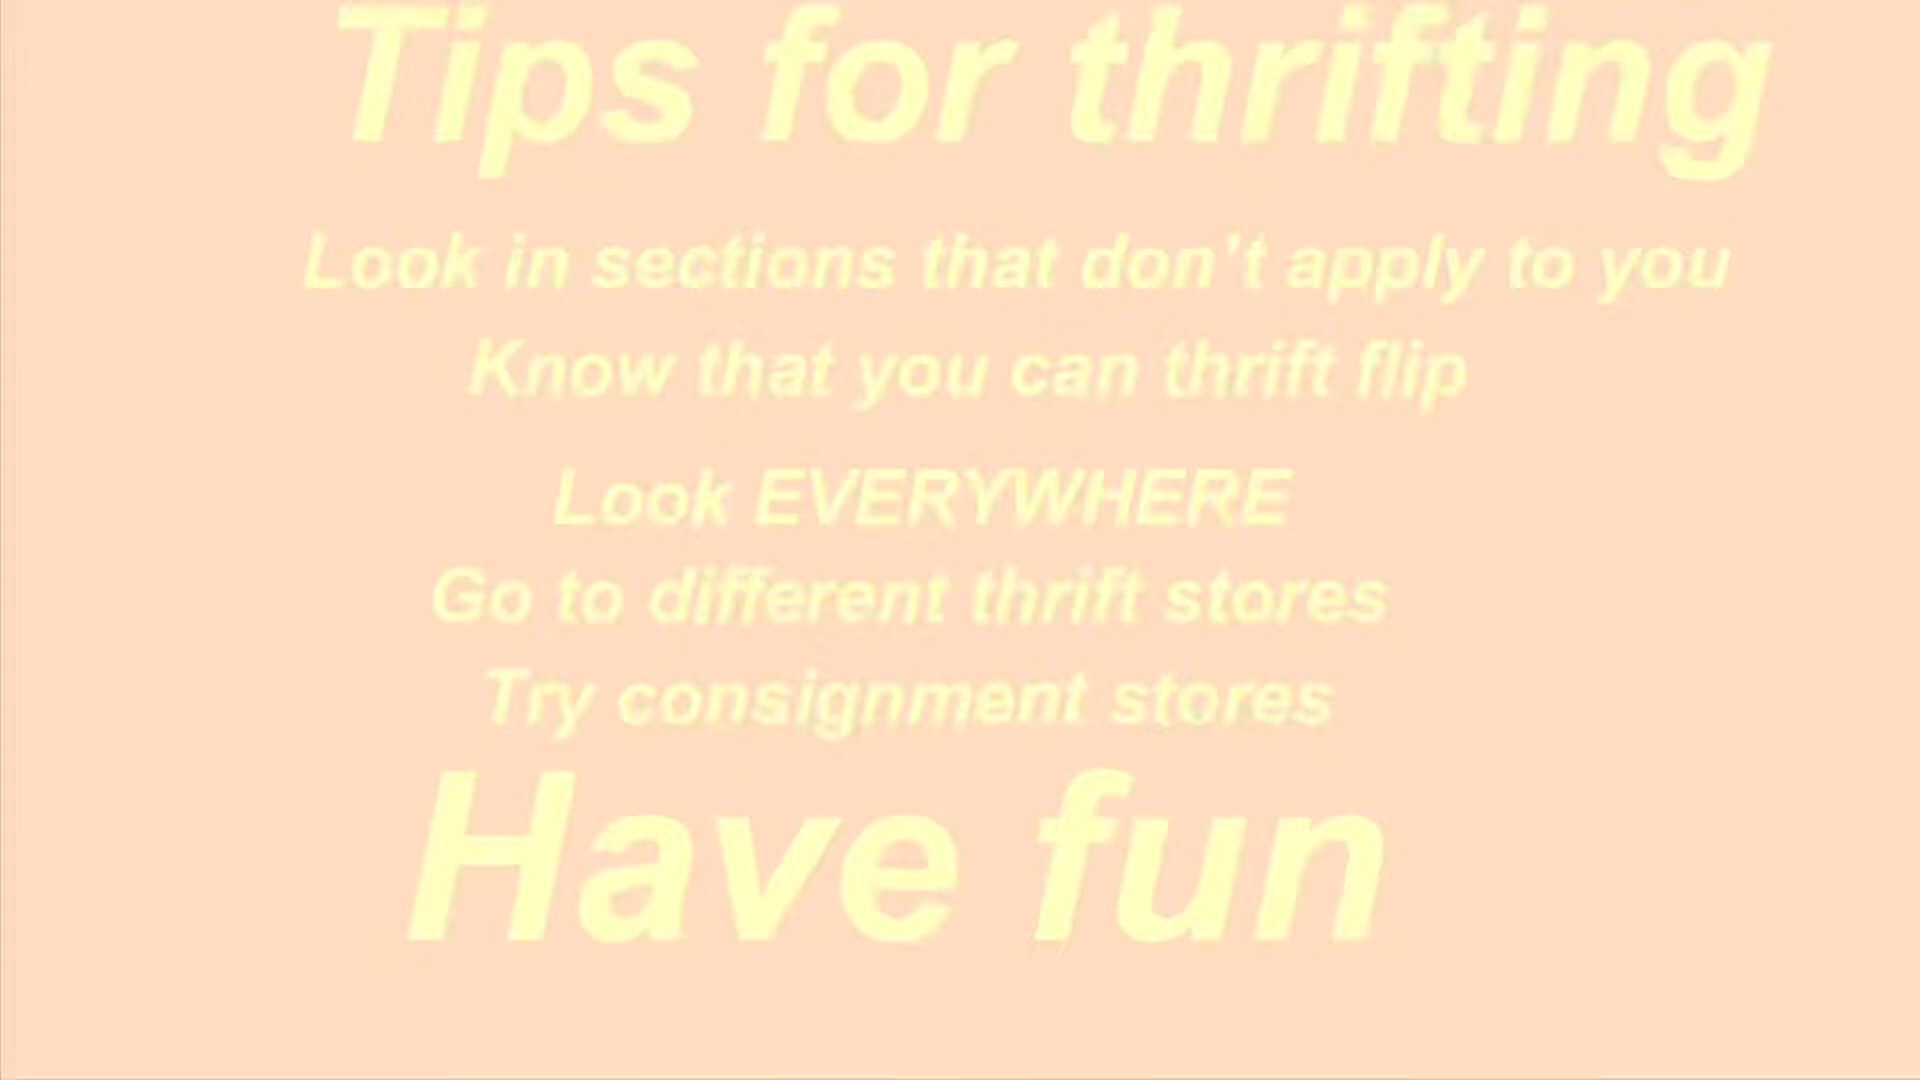 Tips for thrifting
Look in sections that don’t apply to you
Know that you can thrift flip
Look EVERYWHERE
Go to different thrift stores
Try consignment stores
Have fun